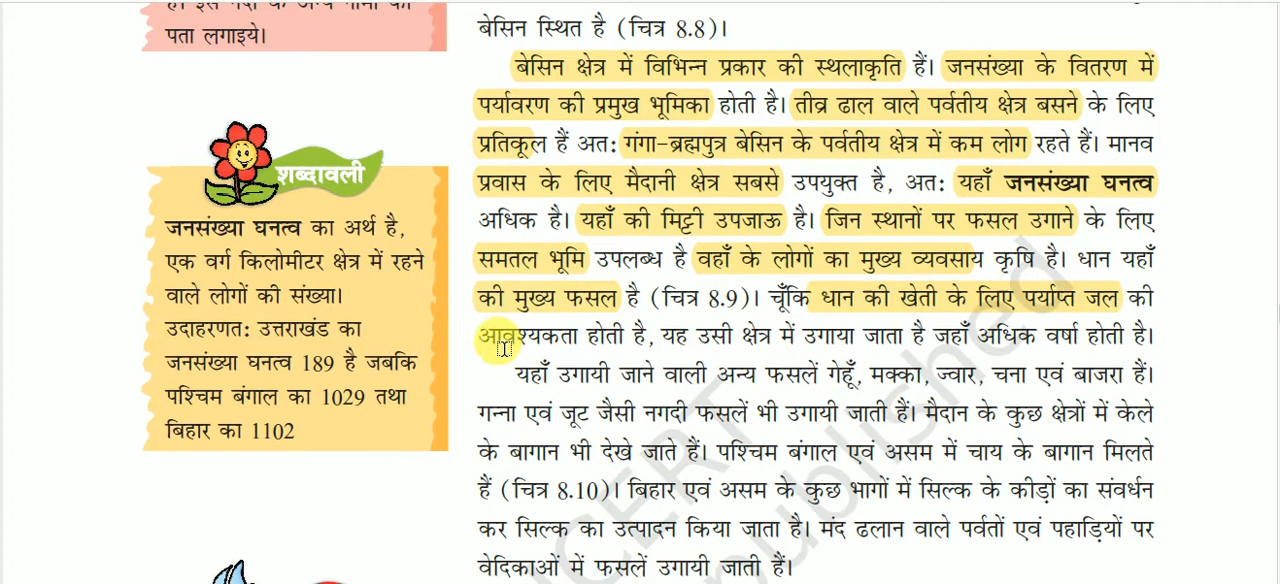 पता लगाइये।
शब्दावली
जनसंख्या घनत्व का अर्थ है,
एक वर्ग किलोमीटर क्षेत्र में रहने
वाले लोगों की संख्या।
उदाहरणत: उत्तराखंड का
जनसंख्या घनत्व 189 है जबकि
पश्चिम बंगाल का 1029 तथा
बिहार का 1102
बेसिन स्थित है (चित्र 8.8)।
बेसिन क्षेत्र में विभिन्न प्रकार की स्थलाकृति हैं। जनसंख्या के वितरण में
पर्यावरण की प्रमुख भूमिका होती है। तीव्र ढाल वाले पर्वतीय क्षेत्र बसने के लिए
प्रतिकूल हैं अत: गंगा-ब्रह्मपुत्र बेसिन के पर्वतीय क्षेत्र में कम लोग रहते हैं। मानव
प्रवास के लिए मैदानी क्षेत्र सबसे उपयुक्त है, अत: यहाँ जनसंख्या घनत्व
अधिक है। यहाँ की मिट्टी उपजाऊ है। जिन स्थानों पर फसल उगाने के लिए
समतल भूमि उपलब्ध है वहाँ के लोगों का मुख्य व्यवसाय कृषि है। धान यहाँ
की मुख्य फसल है (चित्र 8.9)। चूँकि धान की खेती के लिए पर्याप्त जल की
आवश्यकता होती है, यह उसी क्षेत्र में उगाया जाता है जहाँ अधिक वर्षा होती है।
यहाँ उगायी जाने वाली अन्य फसलें गेहूँ, मक्का, ज्वार, चना एवं बाजरा हैं।
गन्ना एवं जूट जैसी नगदी फसलें भी उगायी जाती हैं। मैदान के कुछ क्षेत्रों में केले
के बागान भी देखे जाते हैं। पश्चिम बंगाल एवं असम में चाय के बागान मिलते
हैं (चित्र 8.10)। बिहार एवं असम के कुछ भागों में सिल्क के कीड़ों का संवर्धन
कर सिल्क का उत्पादन किया जाता है। मंद ढलान वाले पर्वतों एवं पहाड़ियों पर
वेदिकाओं में फसलें उगायी जाती हैं।